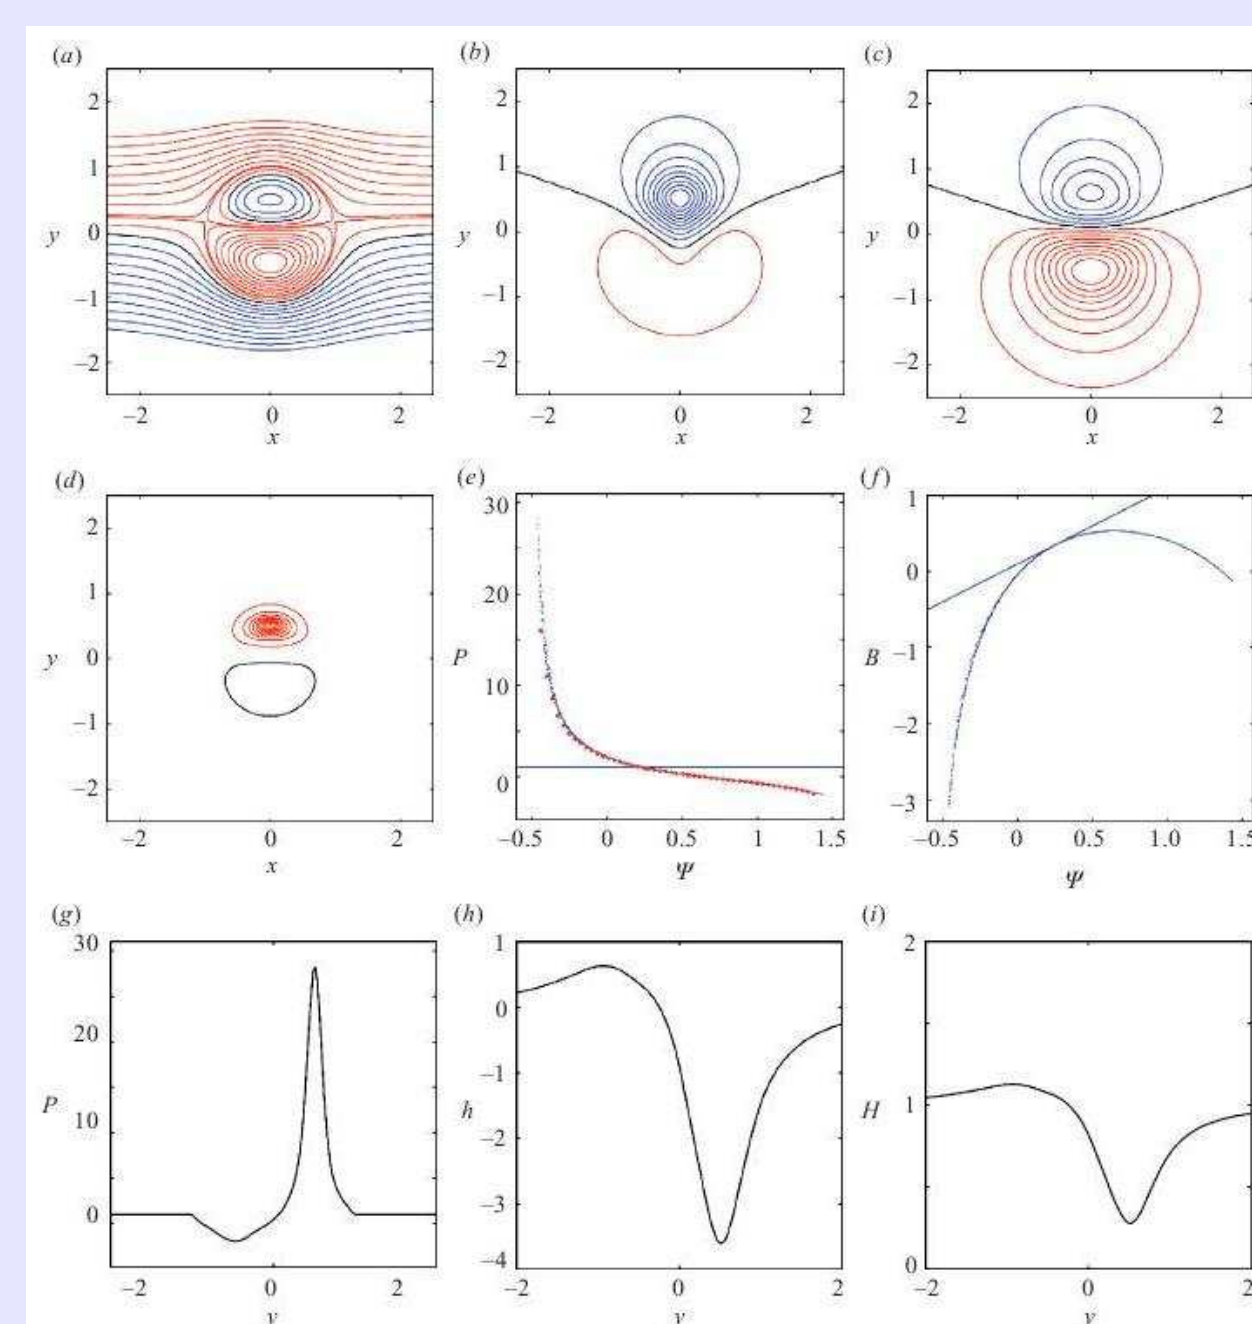 (a) (b) (c)
2 2 2
1 1 1
y 0 y 0 y 0
−1 −1 −1
−2 −2 −2
−2 0 2 −2 0 2 −2 0 2
x x x
(d) (e) (f)
2 30 1
1 20 0
y 0 P B −1
−1 10 −2
−2 0 −3
−2 0 2 −0.5 0 0.5 1 1.5 −0.5 0 0.5 1.0 1.5
x Ψ Ψ
(g) (h) (i)
30 1 2
20 0
P h −1 H 1
10 −2
0 −3
−4 0
−2 0 2 −2 0 2 −2 0 2
y y y